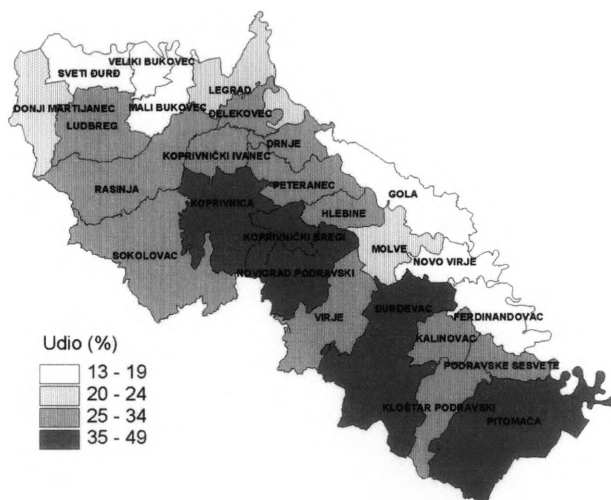 VELIKI BUKOVEC
SVETI ĐURĐ
LEGRAD
DONJI MARTIJANEC
MALI BUKOVEC
ĐELEKOVEC
LUDBREG
DRNJE
KOPRIVNIČKI IVANEC
RASINJA
PETERANEC
GOLA
KOPRIVNICA
HLEBINE
KOPRIVNIČKI BREGI
MOLVE
SOKOLOVAC
NOVO VIRJE
NOVIGRAD PODRAVSKI
ĐURĐEVAC
VIRJE
FERDINANDOVAC
KALINOVAC
PODRAVSKE SESVETE
KLOŠTAR PODRAVSKI
PITOMAČA
Udio (%)
13 - 19
20 - 24
25 - 34
35 - 49